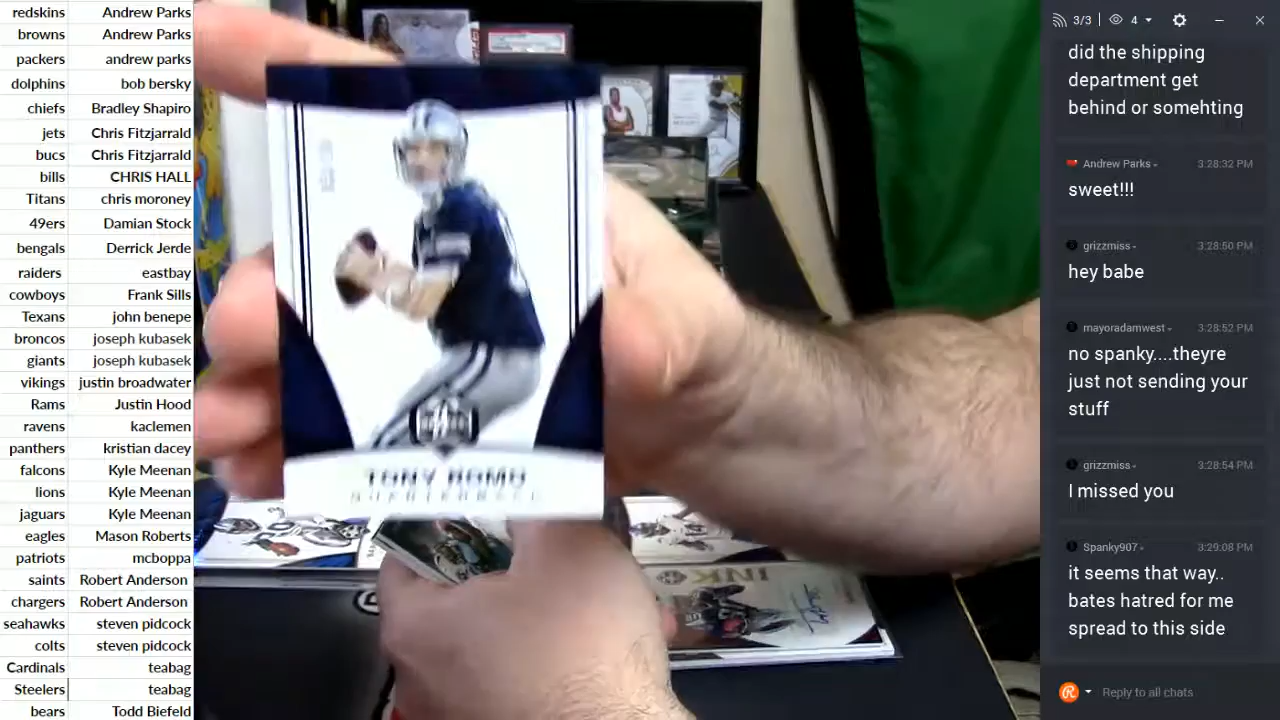 redskins Andrew Parks
browns Andrew Parks
packers andrew parks
dolphins bob bersky
chiefs Bradley Shapiro
jets Chris Fitzjarrald
bucs Chris Fitzjarrald
bills CHRIS HALL
Titans chris moroney
49ers Damian Stock
bengals Derrick Jerde
raiders eastbay
cowboys Frank Sills
Texans john benepe
broncos joseph kubasek
giants joseph kubasek
vikings justin broadwater
Rams Justin Hood
ravens kaclemen
panthers kristian dacey
falcons Kyle Meenan
lions Kyle Meenan
jaguars Kyle Meenan
eagles Mason Roberts
patriots mcboppa
saints Robert Anderson
chargers Robert Anderson
seahawks steven pidcock
colts steven pidcock
Cardinals teabag
Steelers teabag
bears Todd Biefeld
TONY ROMO
QUARTERBACK
INK
3/3 4
did the shipping
department get
behind or somehting
Andrew Parks 3:28:32 PM
sweet!!!
grizzmiss 3:28:50 PM
hey babe
mayoradamwest 3:28:52 PM
no spanky....theyre
just not sending your
stuff
grizzmiss 3:28:54 PM
I missed you
Spanky907 3:29:08 PM
it seems that way..
bates hatred for me
spread to this side
Reply to all chats